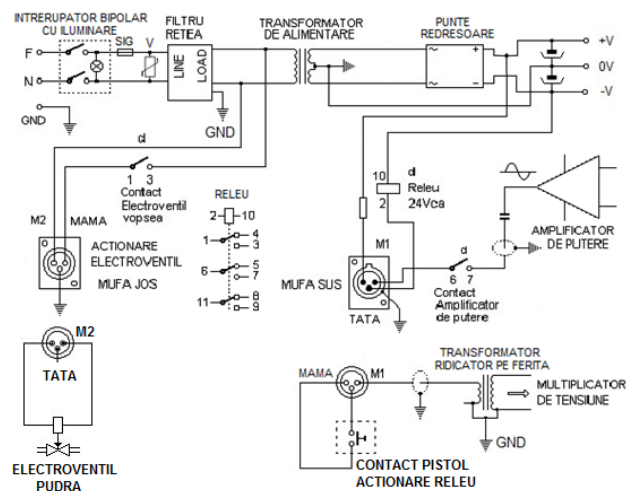 INTRERUPATOR BIPOLAR
CU ILUMINARE
FILTRU
RETEA
TRANSFORMATOR
DE ALIMENTARE
PUNTE
REDRESOARE
F
SIG
V
N
GND
LINE
LOAD
GND
~
~
+
-
+V
0V
-V
d
1 3
Contact
Electroventil
vopsea
M2
MAMA
ACTIONARE
ELECTROVENTIL
MUFA JOS
RELEU
2
10
1
4
3
6
5
7
11
8
9
10
2
d
Releu
24Vca
M1
MUFA SUS
TATA
d
6 7
Contact
Amplificator
de putere
AMPLIFICATOR
DE PUTERE
M2
TATA
ELECTROVENTIL
PUDRA
MAMA
M1
CONTACT PISTOL
ACTIONARE RELEU
TRANSFORMATOR
RIDICATOR PE FERITA
MULTIPLICATOR
DE TENSIUNE
GND